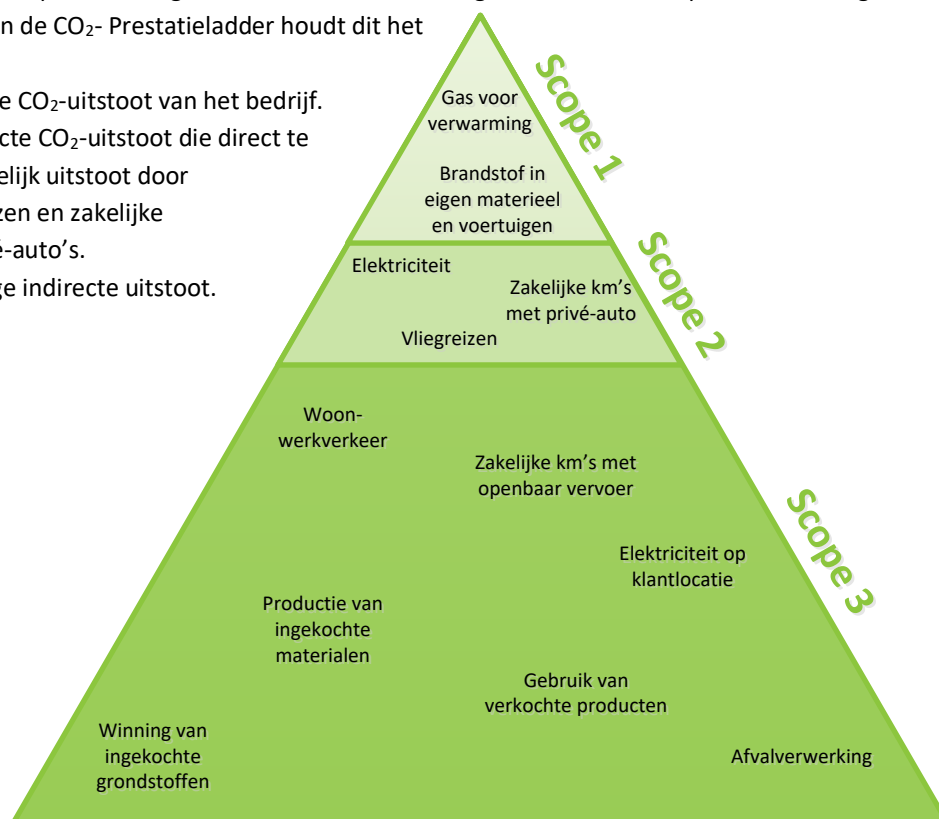 n de CO₂- Prestatieladder houdt dit het
e CO₂-uitstoot van het bedrijf.
cte CO₂-uitstoot die direct te
elijk uitstoot door
zen en zakelijke
é-auto's.
ge indirecte uitstoot.
Gas voor
verwarming
Brandstof in
eigen materieel
en voertuigen
Scope 1
Elektriciteit
Zakelijke km's
met privé-auto
Vliegreizen
Scope 2
Woon-
werkverkeer
Zakelijke km's met
openbaar vervoer
Elektriciteit op
klantlocatie
Scope 3
Productie van
ingekochte
materialen
Gebruik van
verkochte producten
Winning van
ingekochte
grondstoffen
Afvalverwerking